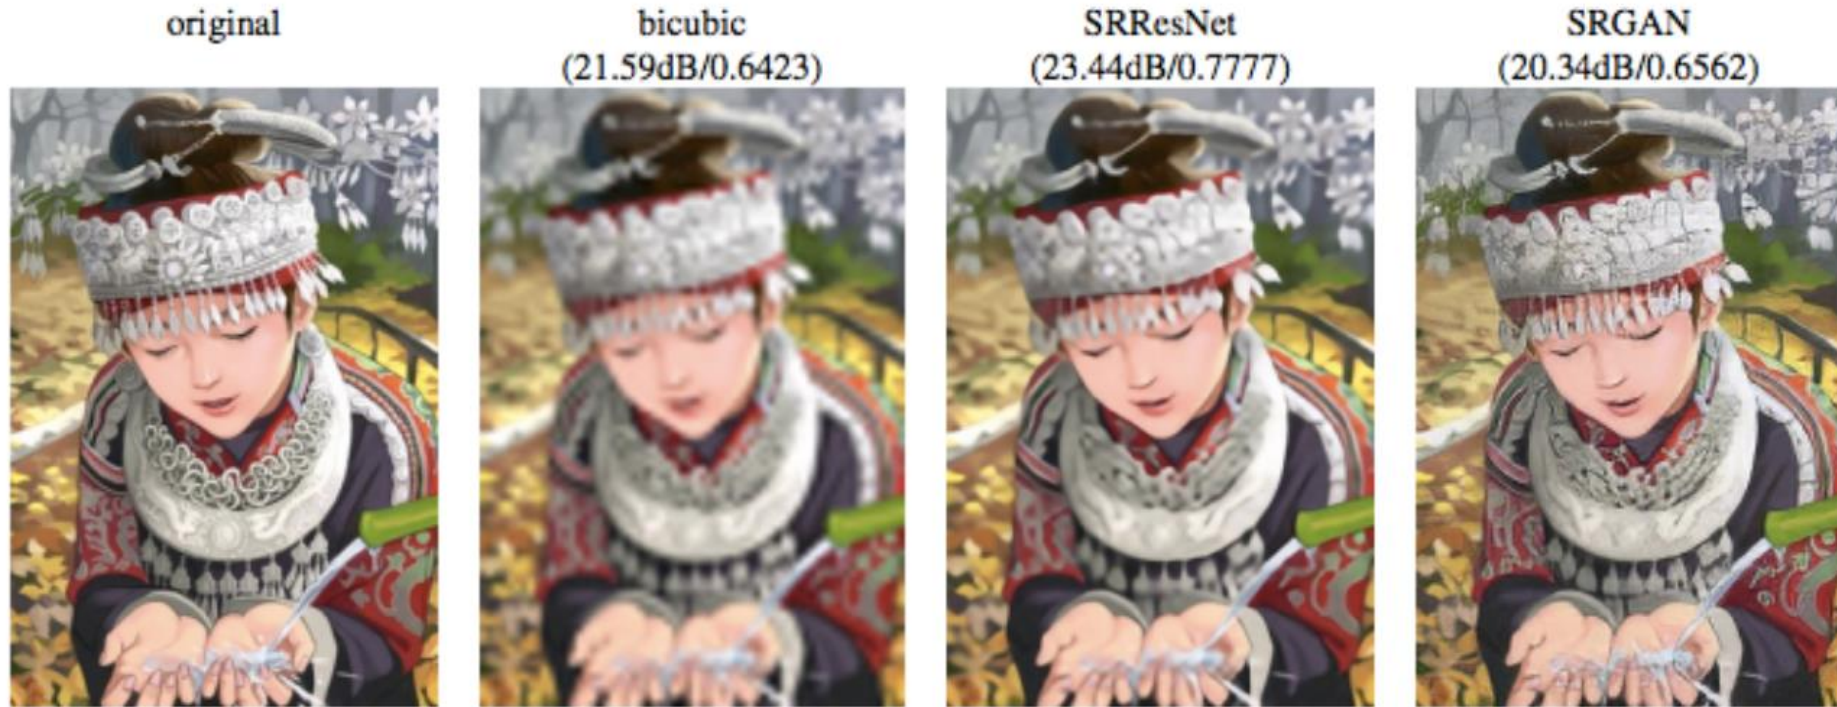 original
bicubic
(21.59dB/0.6423)
SRResNet
(23.44dB/0.7777)
SRGAN
(20.34dB/0.6562)